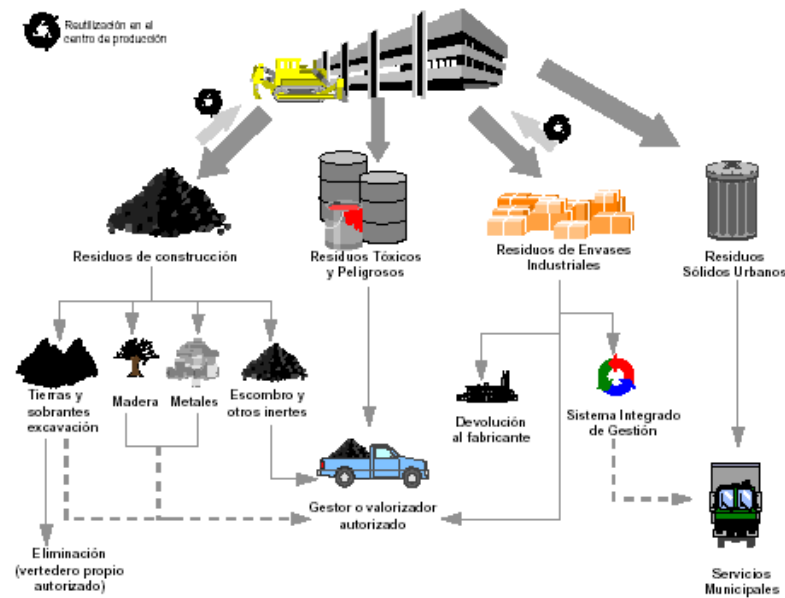 Reutilización en el
centro de producción
Residuos de construcción
Residuos Tóxicos
y Peligrosos
Residuos de Envases
Industriales
Residuos
Sólidos Urbanos
Tierras y
sobrantes
excavación
Madera
Metales
Escombro y
otros inertes
Devolución
al fabricante
Sistema Integrado
de Gestión
Gestor o valorizador
autorizado
Eliminación
(vertedero propio
autorizado)
Servicios
Municipales